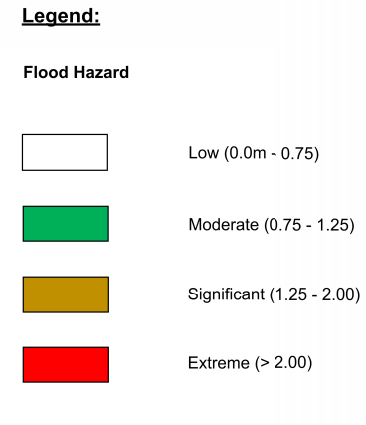 Legend:
Flood Hazard
Low (0.0m - 0.75)
Moderate (0.75 - 1.25)
Significant (1.25 - 2.00)
Extreme (> 2.00)